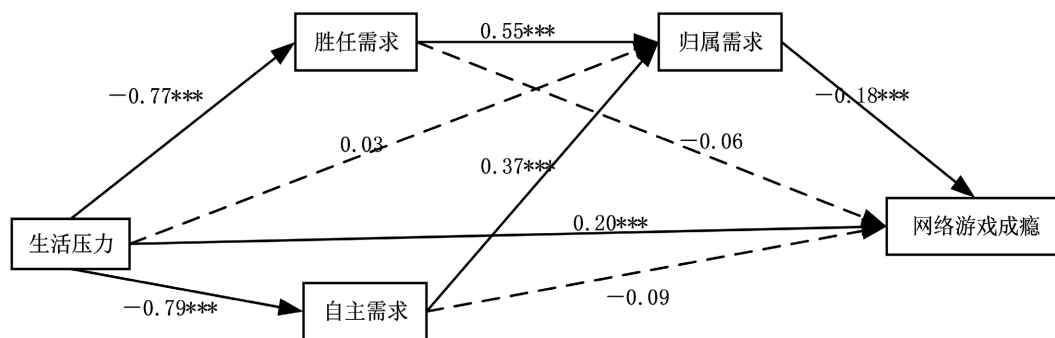 胜任需求
0.55***
归属需求
－0.77***
－0.18***
0.03
－0.06
0.37***
生活压力
0.20***
网络游戏成瘾
－0.79***
自主需求
－0.09